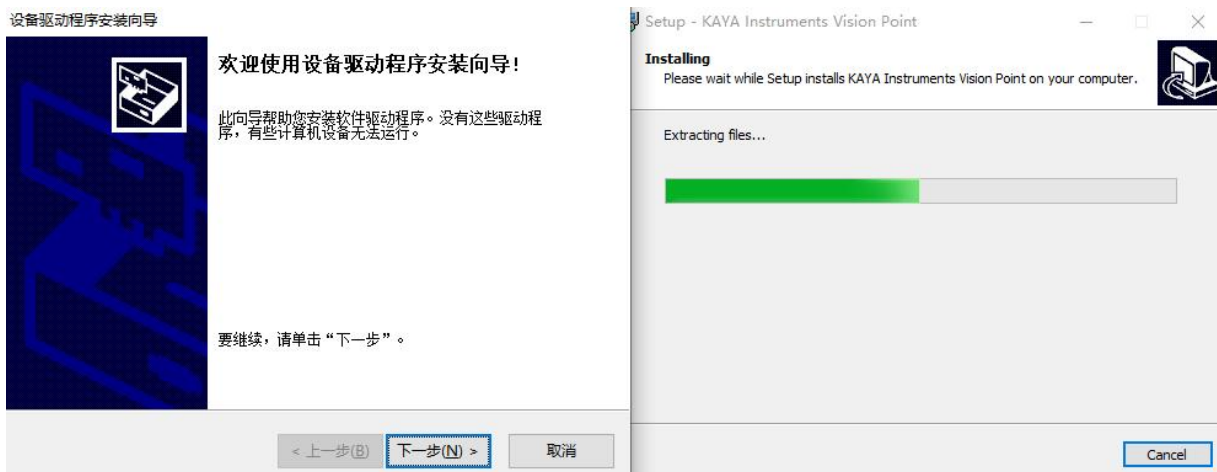 设备驱动程序安装向导
欢迎使用设备驱动程序安装向导!
此向导帮助您安装软件驱动程序。没有这些驱动程
序，有些计算机设备无法运行。
要继续，请单击“下一步”。
< 上一步(B)
下一步(N) >
取消
Setup - KAYA Instruments Vision Point
Installing
Please wait while Setup installs KAYA Instruments Vision Point on your computer.
Extracting files...
Cancel